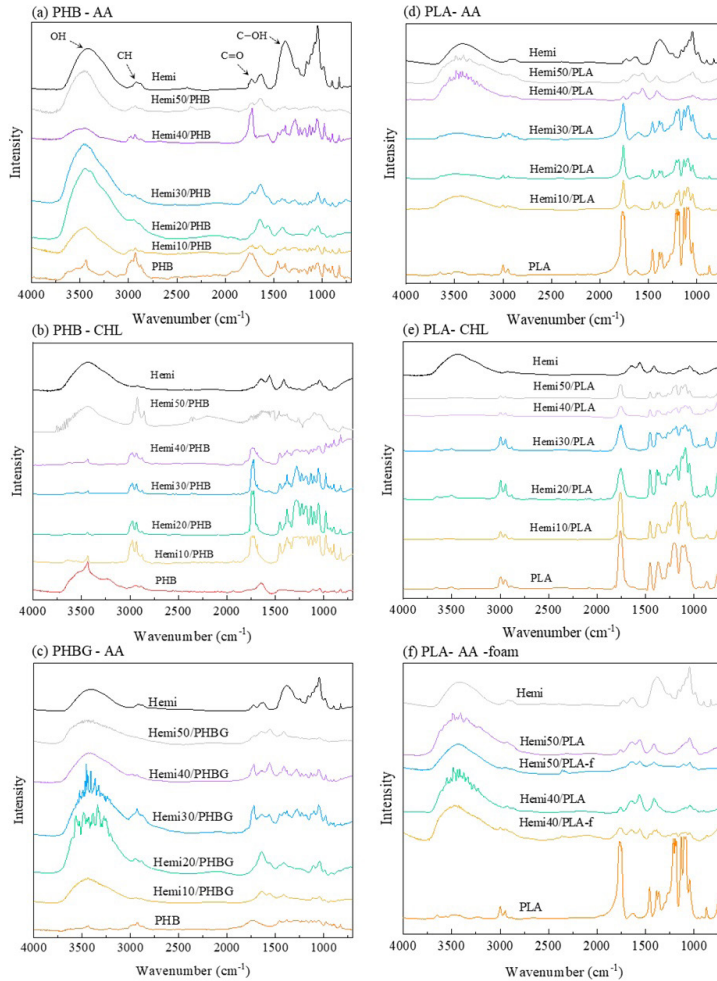 (a) PHB - AA
OH
CH
C=O
C-OH
Hemi
Hemi50/PHB
Hemi40/PHB
Hemi30/PHB
Hemi20/PHB
Hemi10/PHB
PHB
Intensity
4000 3500 3000 2500 2000 1500 1000
Wavenumber (cm-1)
(b) PHB - CHL
Hemi
Hemi50/PHB
Hemi40/PHB
Hemi30/PHB
Hemi20/PHB
Hemi10/PHB
PHB
Intensity
4000 3500 3000 2500 2000 1500 1000
Wavenumber (cm-1)
(c) PHBG - AA
Hemi
Hemi50/PHBG
Hemi40/PHBG
Hemi30/PHBG
Hemi20/PHBG
Hemi10/PHBG
PHB
Intensity
4000 3500 3000 2500 2000 1500 1000
Wavenumber (cm-1)
(d) PLA- AA
Hemi
Hemi50/PLA
Hemi40/PLA
Hemi30/PLA
Hemi20/PLA
Hemi10/PLA
PLA
Intensity
4000 3500 3000 2500 2000 1500 1000
Wavenumber (cm-1)
(e) PLA- CHL
Hemi
Hemi50/PLA
Hemi40/PLA
Hemi30/PLA
Hemi20/PLA
Hemi10/PLA
PLA
Intensity
4000 3500 3000 2500 2000 1500 1000
Wavenumber (cm-1)
(f) PLA- AA -foam
Hemi
Hemi50/PLA
Hemi50/PLA-f
Hemi40/PLA
Hemi40/PLA-f
PLA
Intensity
4000 3500 3000 2500 2000 1500 1000
Wavenumber (cm-1)